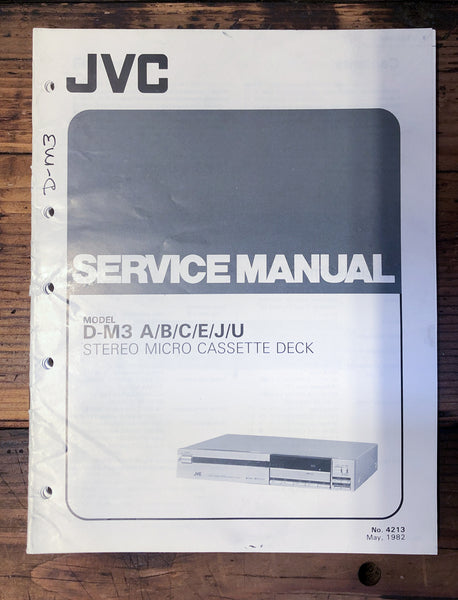 JVC
D-M3
SERVICE MANUAL
MODEL
D-M3 A/B/C/E/J/U
STEREO MICRO CASSETTE DECK
JVC
No. 4213
May, 1982